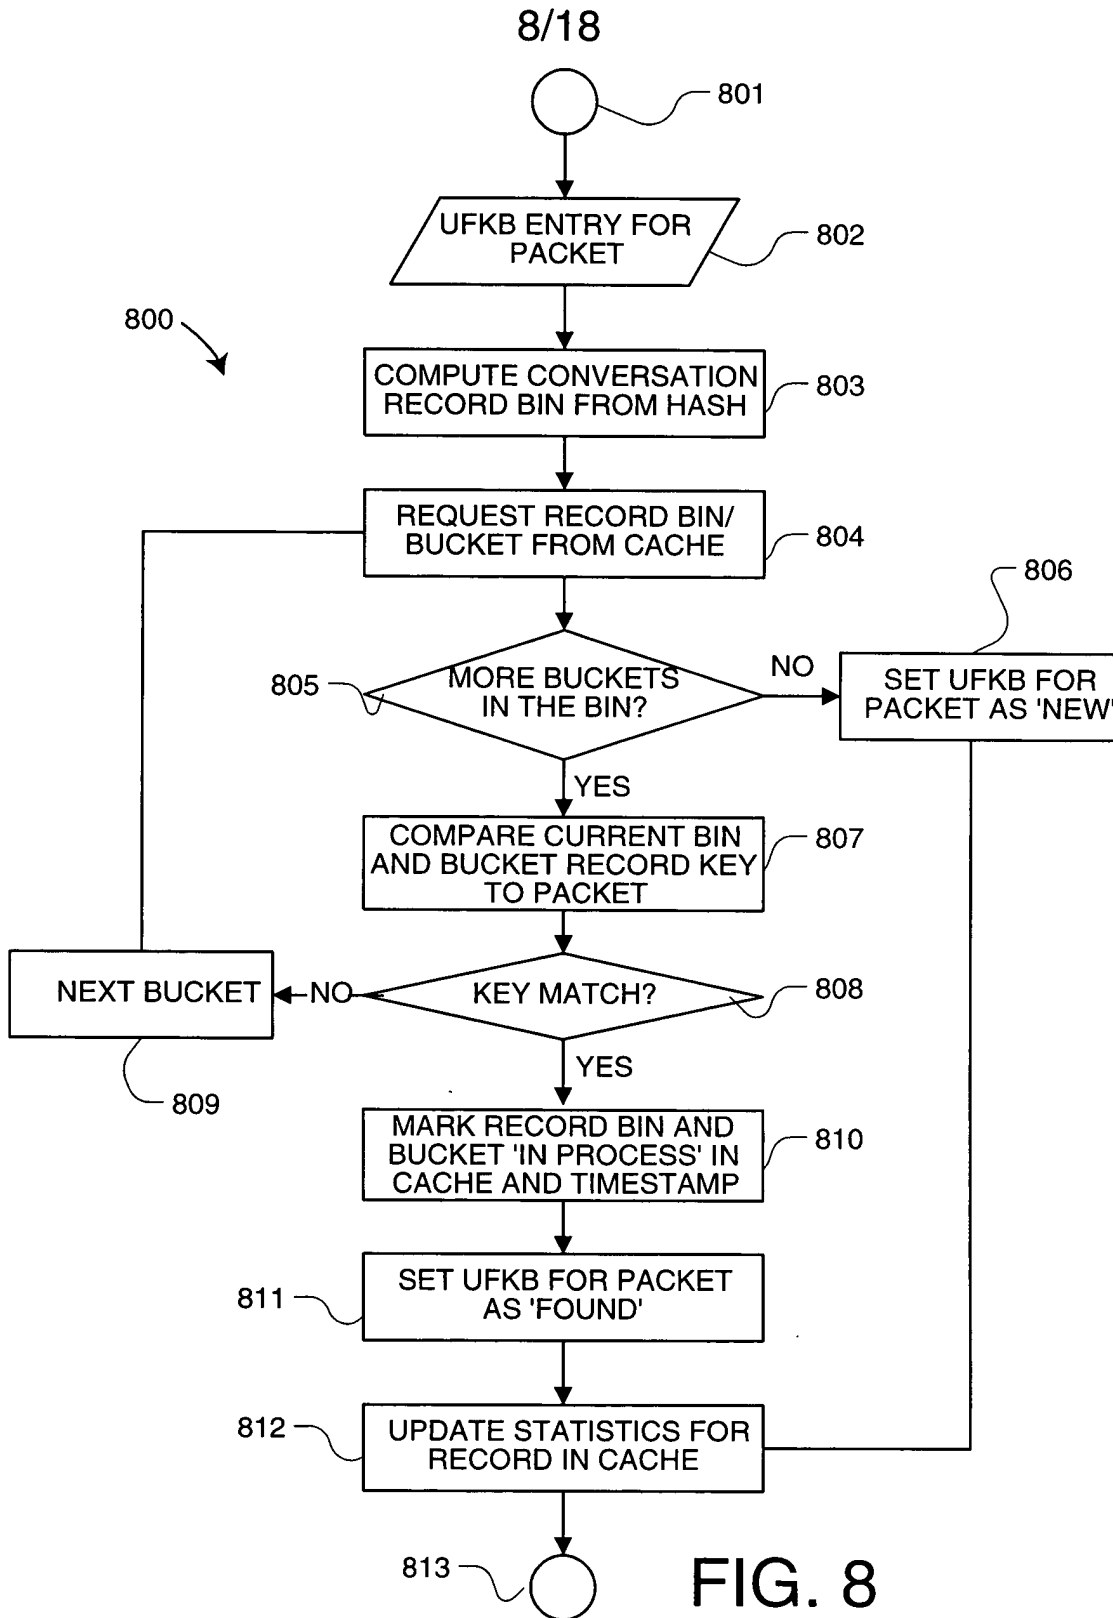 8/18
801
UFKB ENTRY FOR
PACKET
802
800
COMPUTE CONVERSATION
RECORD BIN FROM HASH
803
REQUEST RECORD BIN/
BUCKET FROM CACHE
804
806
805
MORE BUCKETS
IN THE BIN?
NO
SET UFKB FOR
PACKET AS 'NEW'
YES
COMPARE CURRENT BIN
AND BUCKET RECORD KEY
TO PACKET
807
NEXT BUCKET
NO
KEY MATCH?
808
809
YES
MARK RECORD BIN AND
BUCKET 'IN PROCESS' IN
CACHE AND TIMESTAMP
810
811
SET UFKB FOR PACKET
AS 'FOUND'
812
UPDATE STATISTICS FOR
RECORD IN CACHE
813
FIG. 8